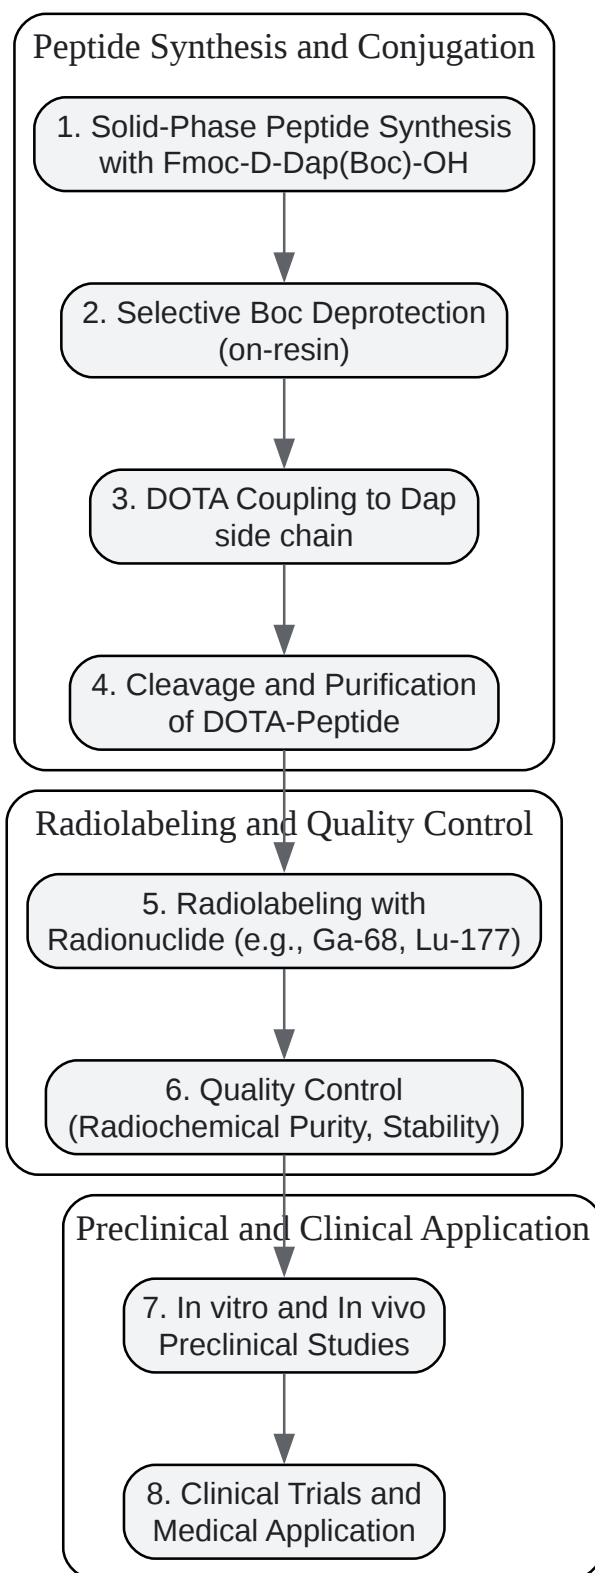 Peptide Synthesis and Conjugation
1. Solid-Phase Peptide Synthesis
with Fmoc-D-Dap(Boc)-OH
2. Selective Boc Deprotection
(on-resin)
3. DOTA Coupling to Dap
side chain
4. Cleavage and Purification
of DOTA-Peptide
Radiolabeling and Quality Control
5. Radiolabeling with
Radionuclide (e.g., Ga-68, Lu-177)
6. Quality Control
(Radiochemical Purity, Stability)
Preclinical and Clinical Application
7. In vitro and In vivo
Preclinical Studies
8. Clinical Trials and
Medical Application